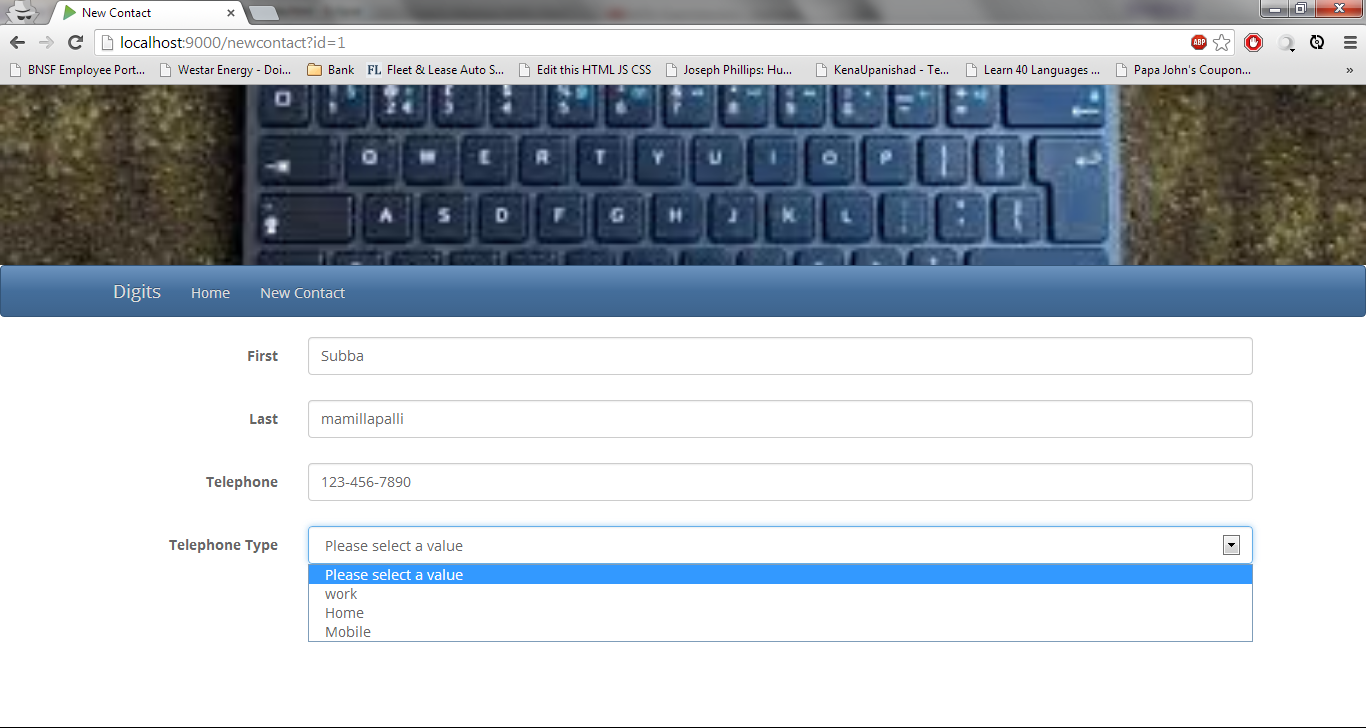 New Contact
localhost:9000/newcontact?id=1
ABP
BNSF Employee Port... Westar Energy - Doi... Bank FL Fleet & Lease Auto S... Edit this HTML JS CSS Joseph Phillips: Hu... KenaUpanishad - Te... Learn 40 Languages ... Papa John's Coupon... »
Q W E R T Y U I O P
A S D F G H J K L
Digits Home New Contact
First Subba
Last mamillapalli
Telephone 123-456-7890
Telephone Type Please select a value
Please select a value
work
Home
Mobile